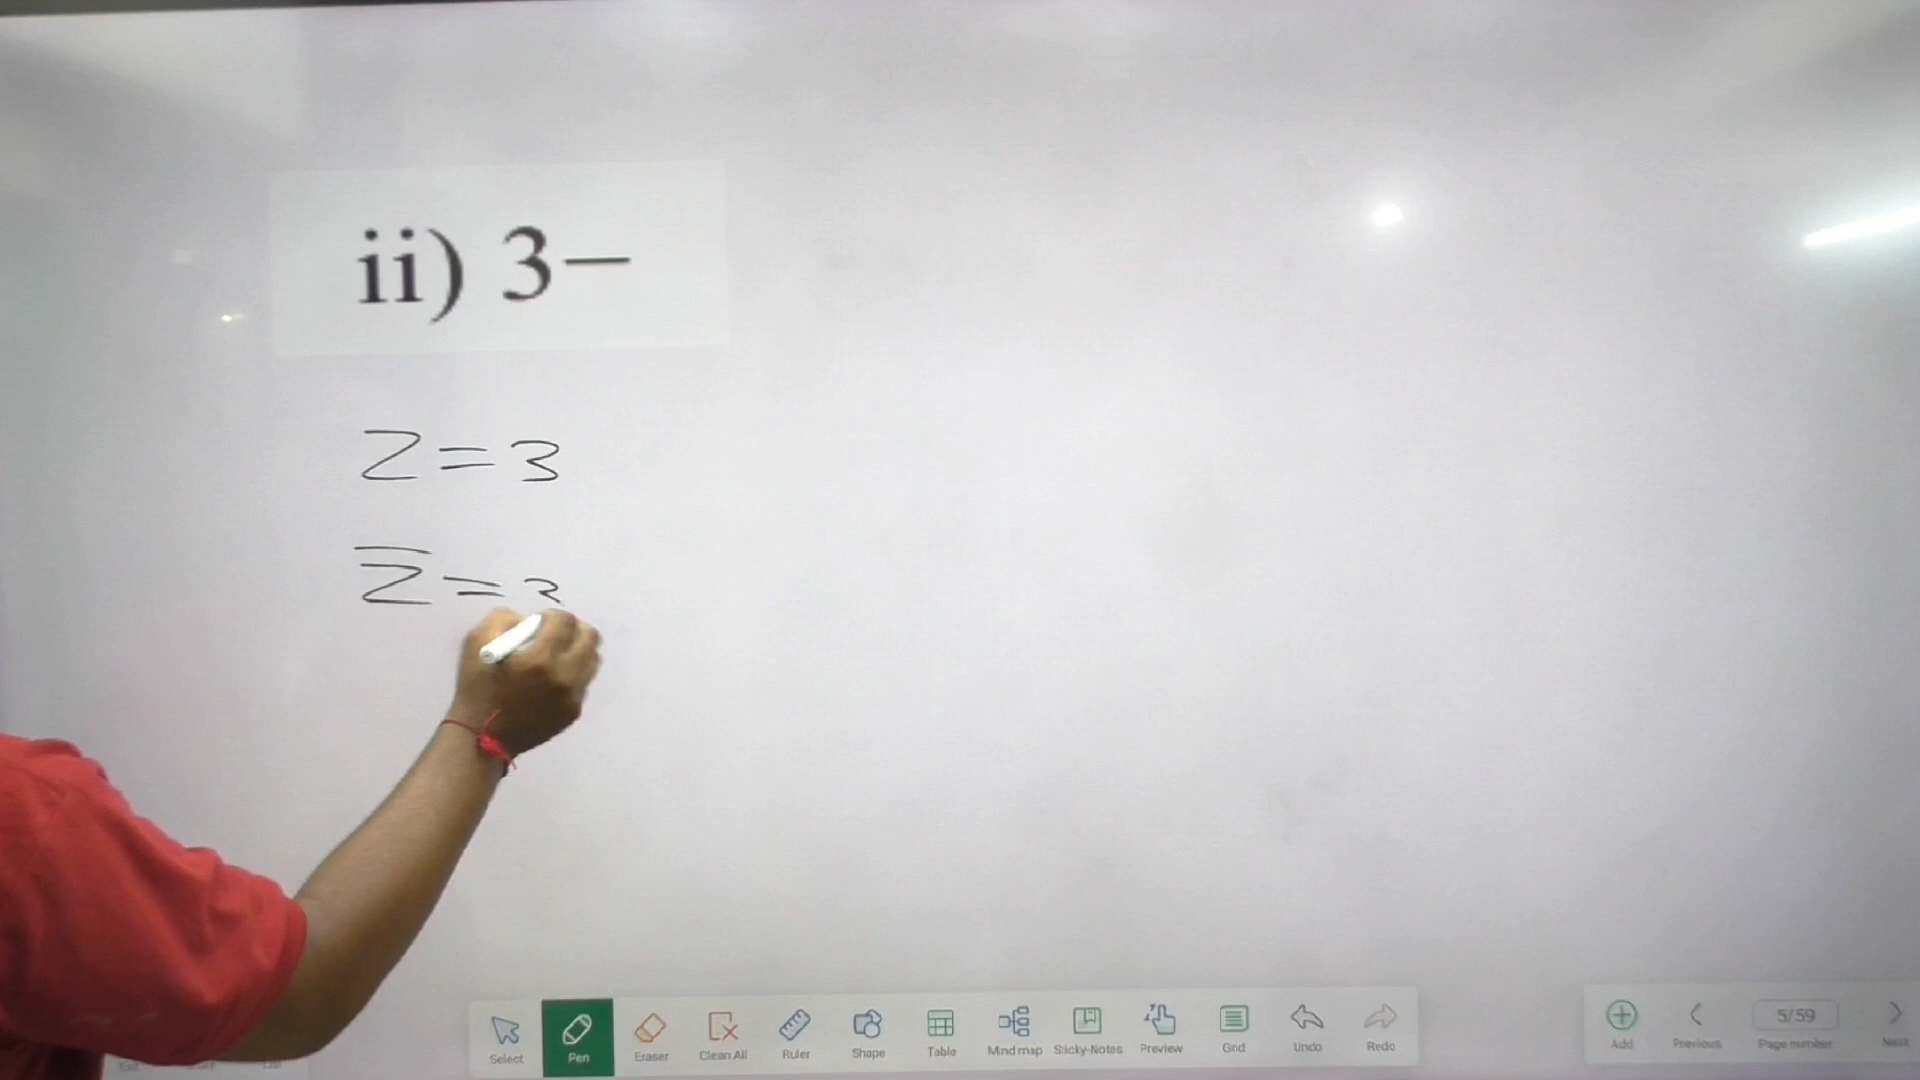 ii) 3−
Z = 3
Z̅ = 3
Select Pen Eraser Clean All Ruler Shape Table Mind map Sticky-Notes Preview Grid Undo Redo
Add Previous 5/59 Page number Next